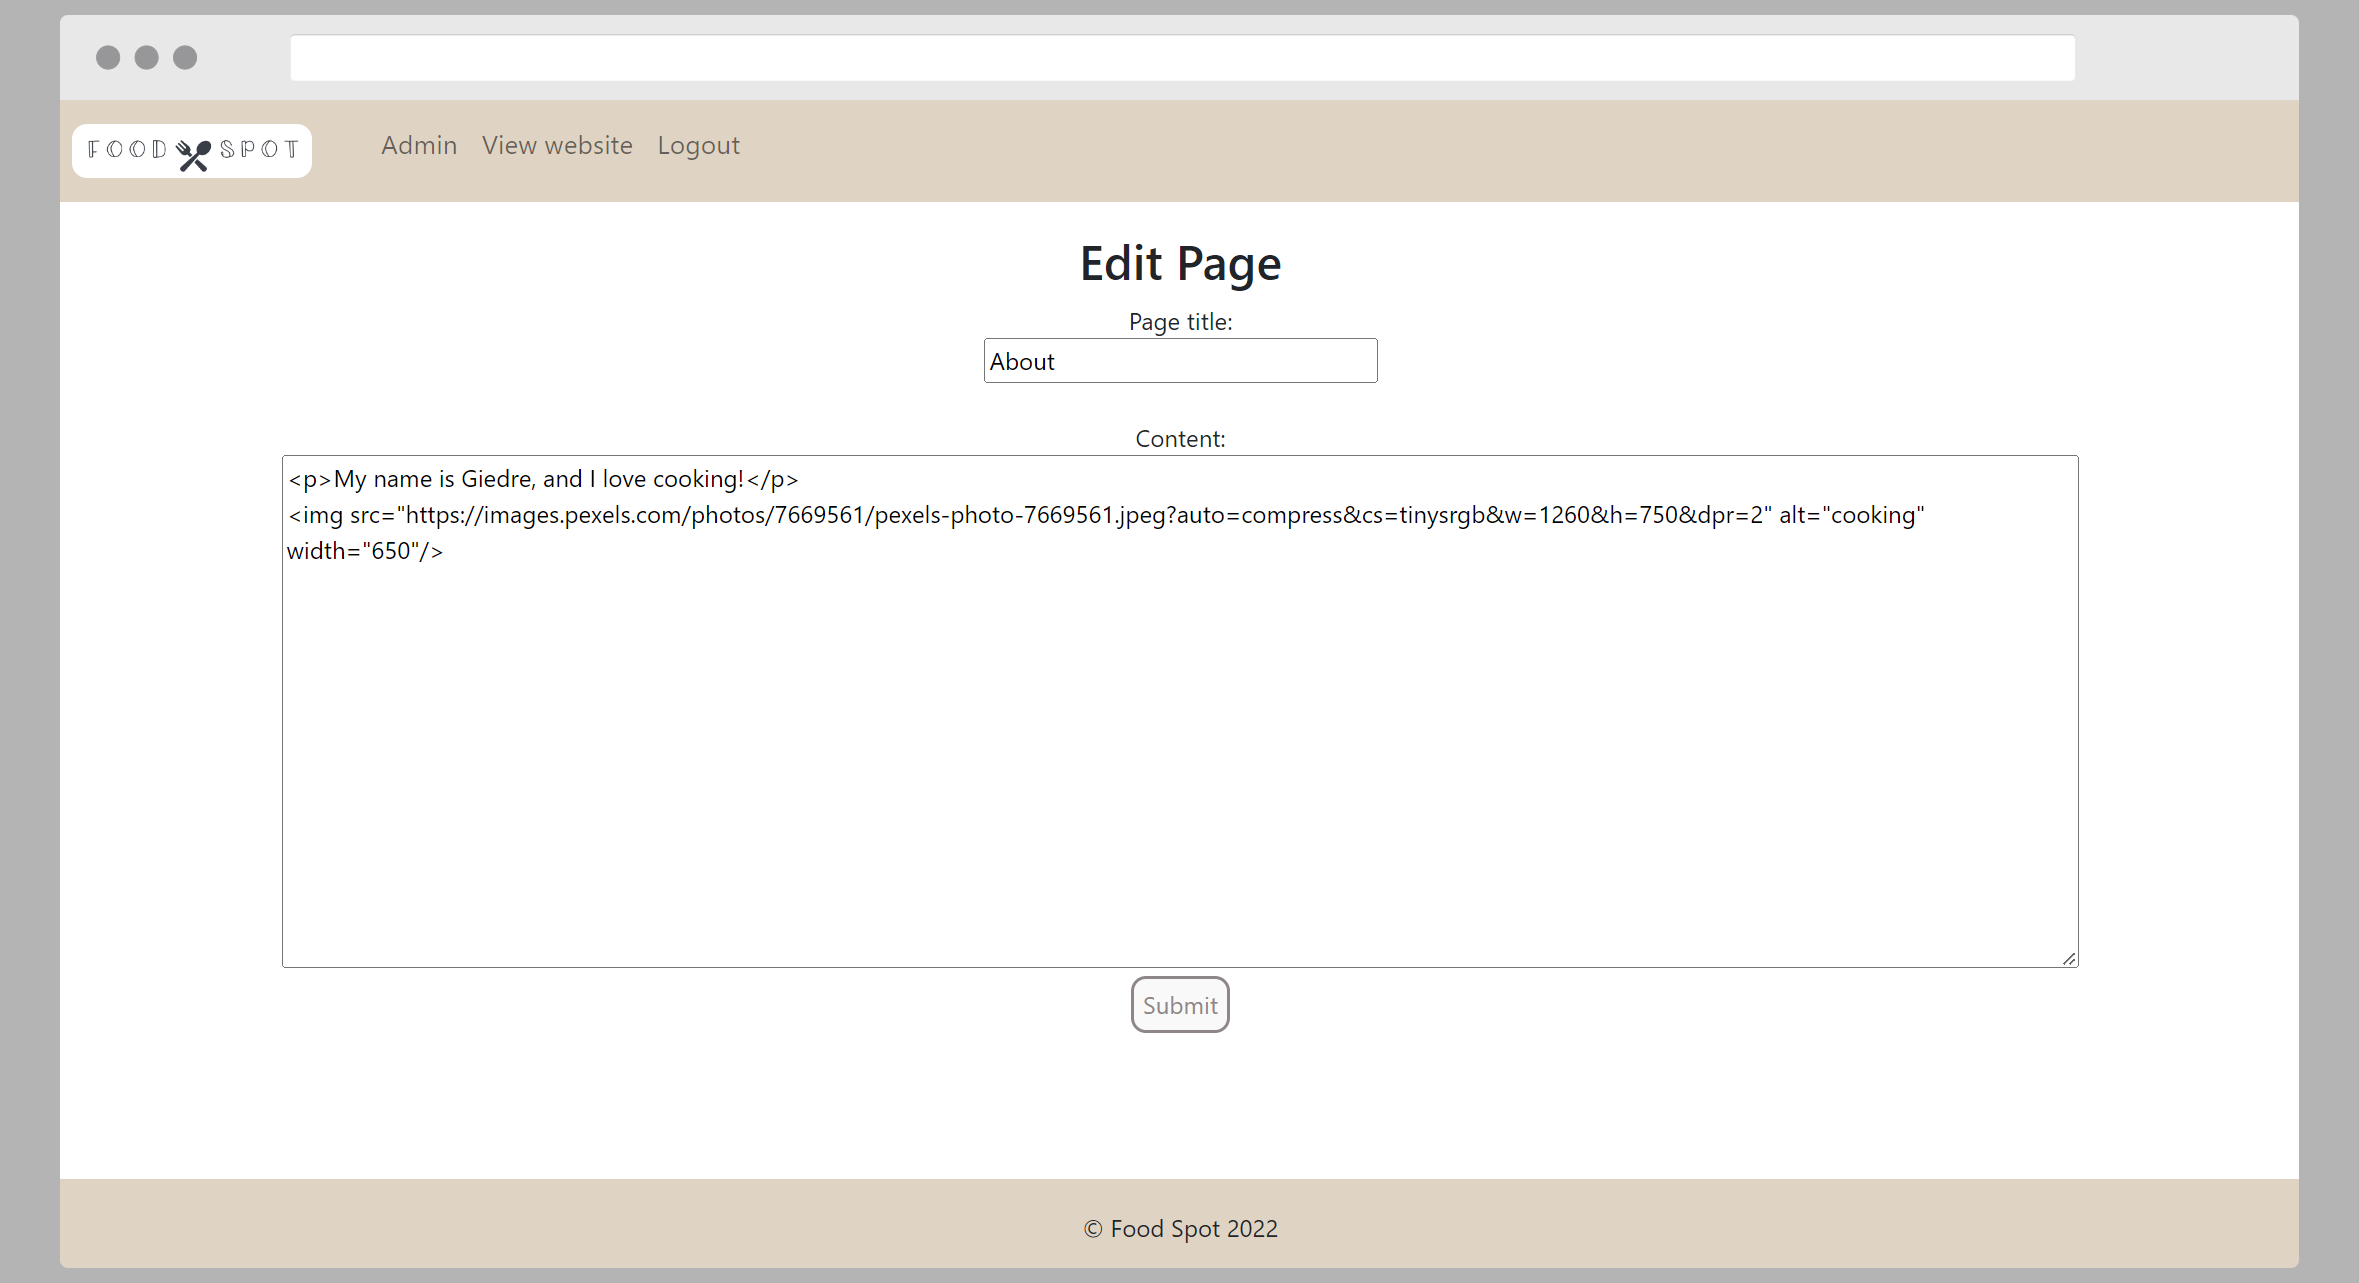 FOOD SPOT
Admin View website Logout
Edit Page
Page title:
About
Content:
<p>My name is Giedre, and I love cooking!</p>
<img src="https://images.pexels.com/photos/7669561/pexels-photo-7669561.jpeg?auto=compress&cs=tinysrgb&w=1260&h=750&dpr=2" alt="cooking"
width="650"/>
Submit
© Food Spot 2022